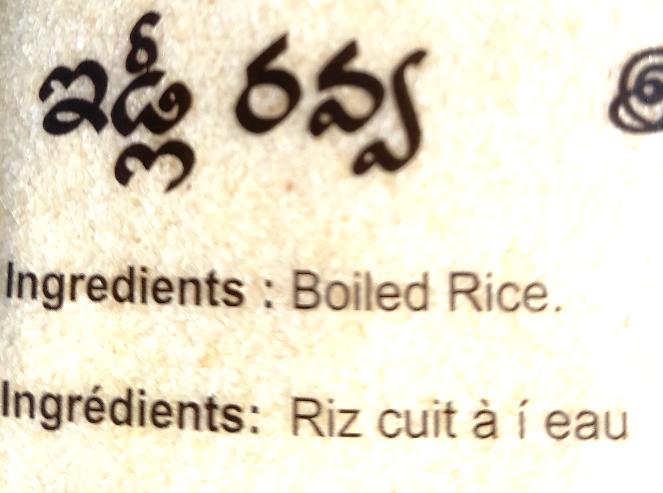 ఇడ్లీ రవ్వ
Ingredients : Boiled Rice.
Ingrédients: Riz cuit à í eau